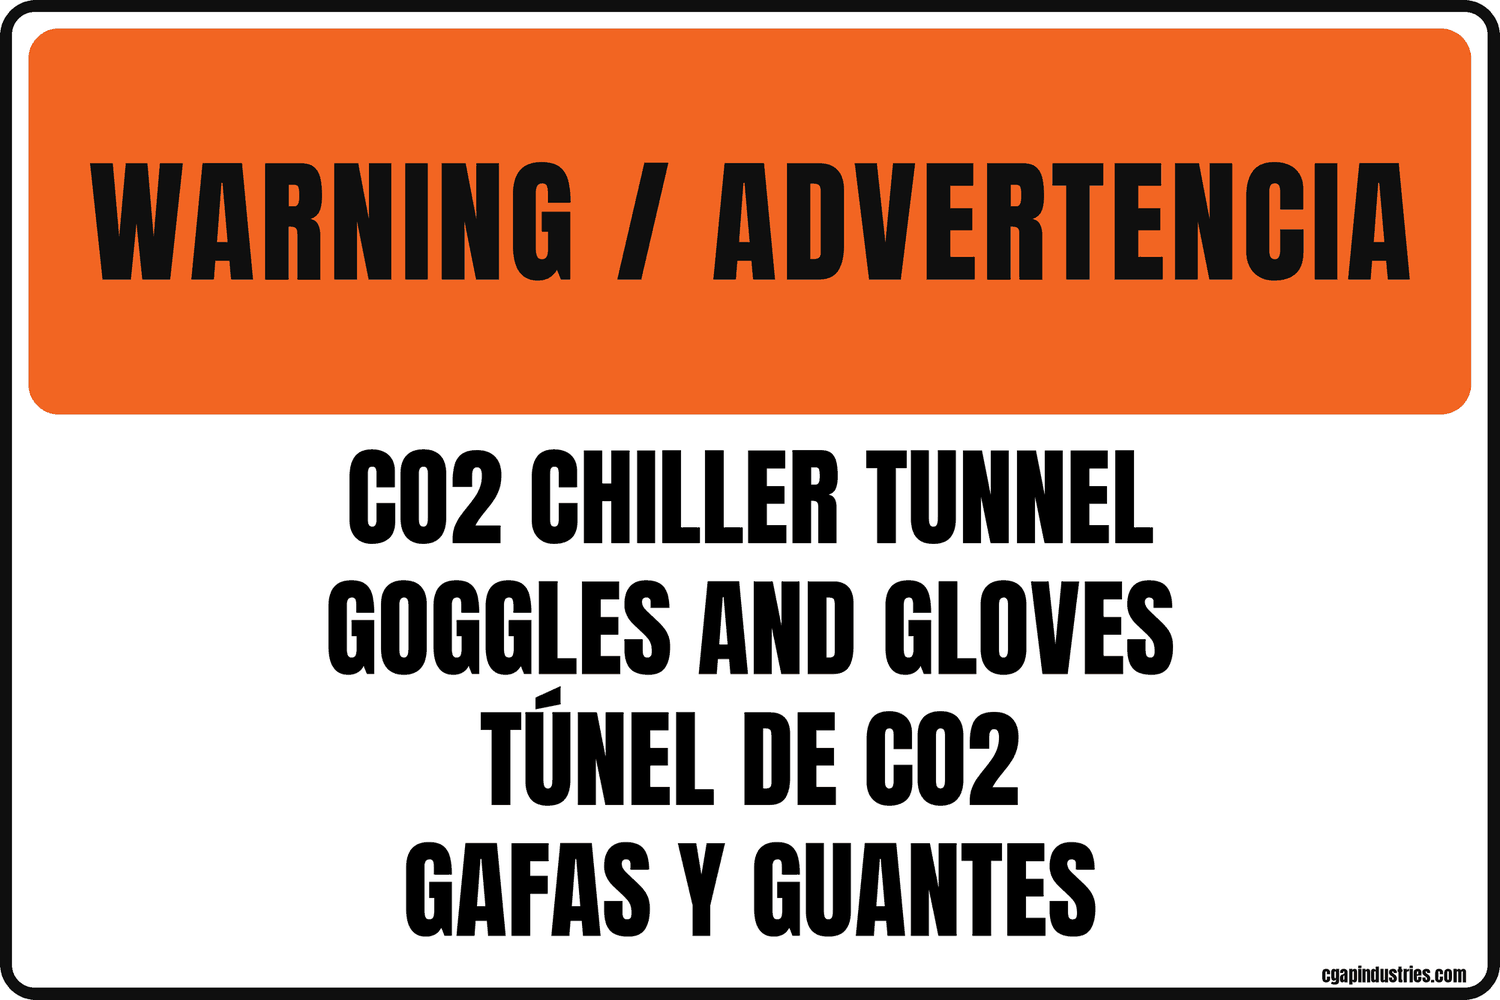 WARNING / ADVERTENCIA
CO2 CHILLER TUNNEL
GOGGLES AND GLOVES
TÚNEL DE CO2
GAFAS Y GUANTES
cgapindustries.com